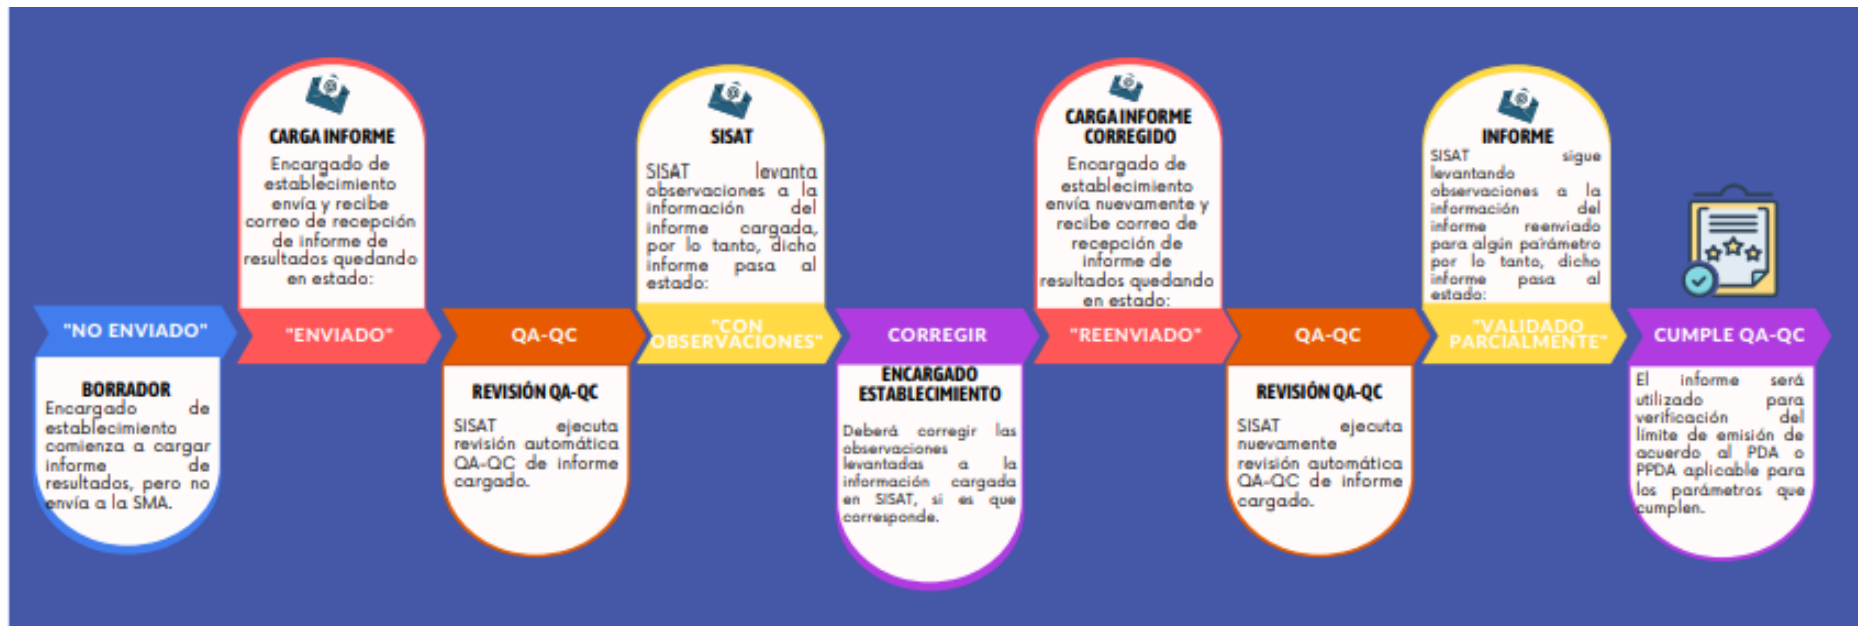 "NO ENVIADO"
BORRADOR
Encargado de
establecimiento
comienza a cargar
informe de
resultados, pero no
envía a la SMA.
CARGA INFORME
Encargado de
establecimiento
envía y recibe
correo de recepción
de informe de
resultados quedando
en estado:
"ENVIADO"
QA-QC
REVISIÓN QA-QC
SISAT ejecuta
revisión automática
QA-QC de informe
cargado.
SISAT
SISAT levanta
observaciones a la
información del
informe cargada,
por lo tanto, dicho
informe pasa al
estado:
"CON
OBSERVACIONES"
CORREGIR
ENCARGADO
ESTABLECIMIENTO
Deberá corregir las
observaciones
levantadas a la
información cargada
en SISAT, si es que
corresponde.
CARGA INFORME
CORREGIDO
Encargado de
establecimiento
envía nuevamente y
recibe correo de
recepción de
informe de
resultados quedando
en estado:
"REENVIADO"
QA-QC
REVISIÓN QA-QC
SISAT ejecuta
nuevamente
revisión automática
QA-QC de informe
cargado.
INFORME
SISAT sigue
levantando
observaciones a la
información del
informe reenviado
para algún paŕámetro
por lo tanto, dicho
informe pasa al
estado:
"VALIDADO
PARCIALMENTE"
CUMPLE QA-QC
El informe será
utilizado para
verificación del
límite de emisión de
acuerdo al PDA o
PPDA aplicable para
los parámetros que
cumplen.